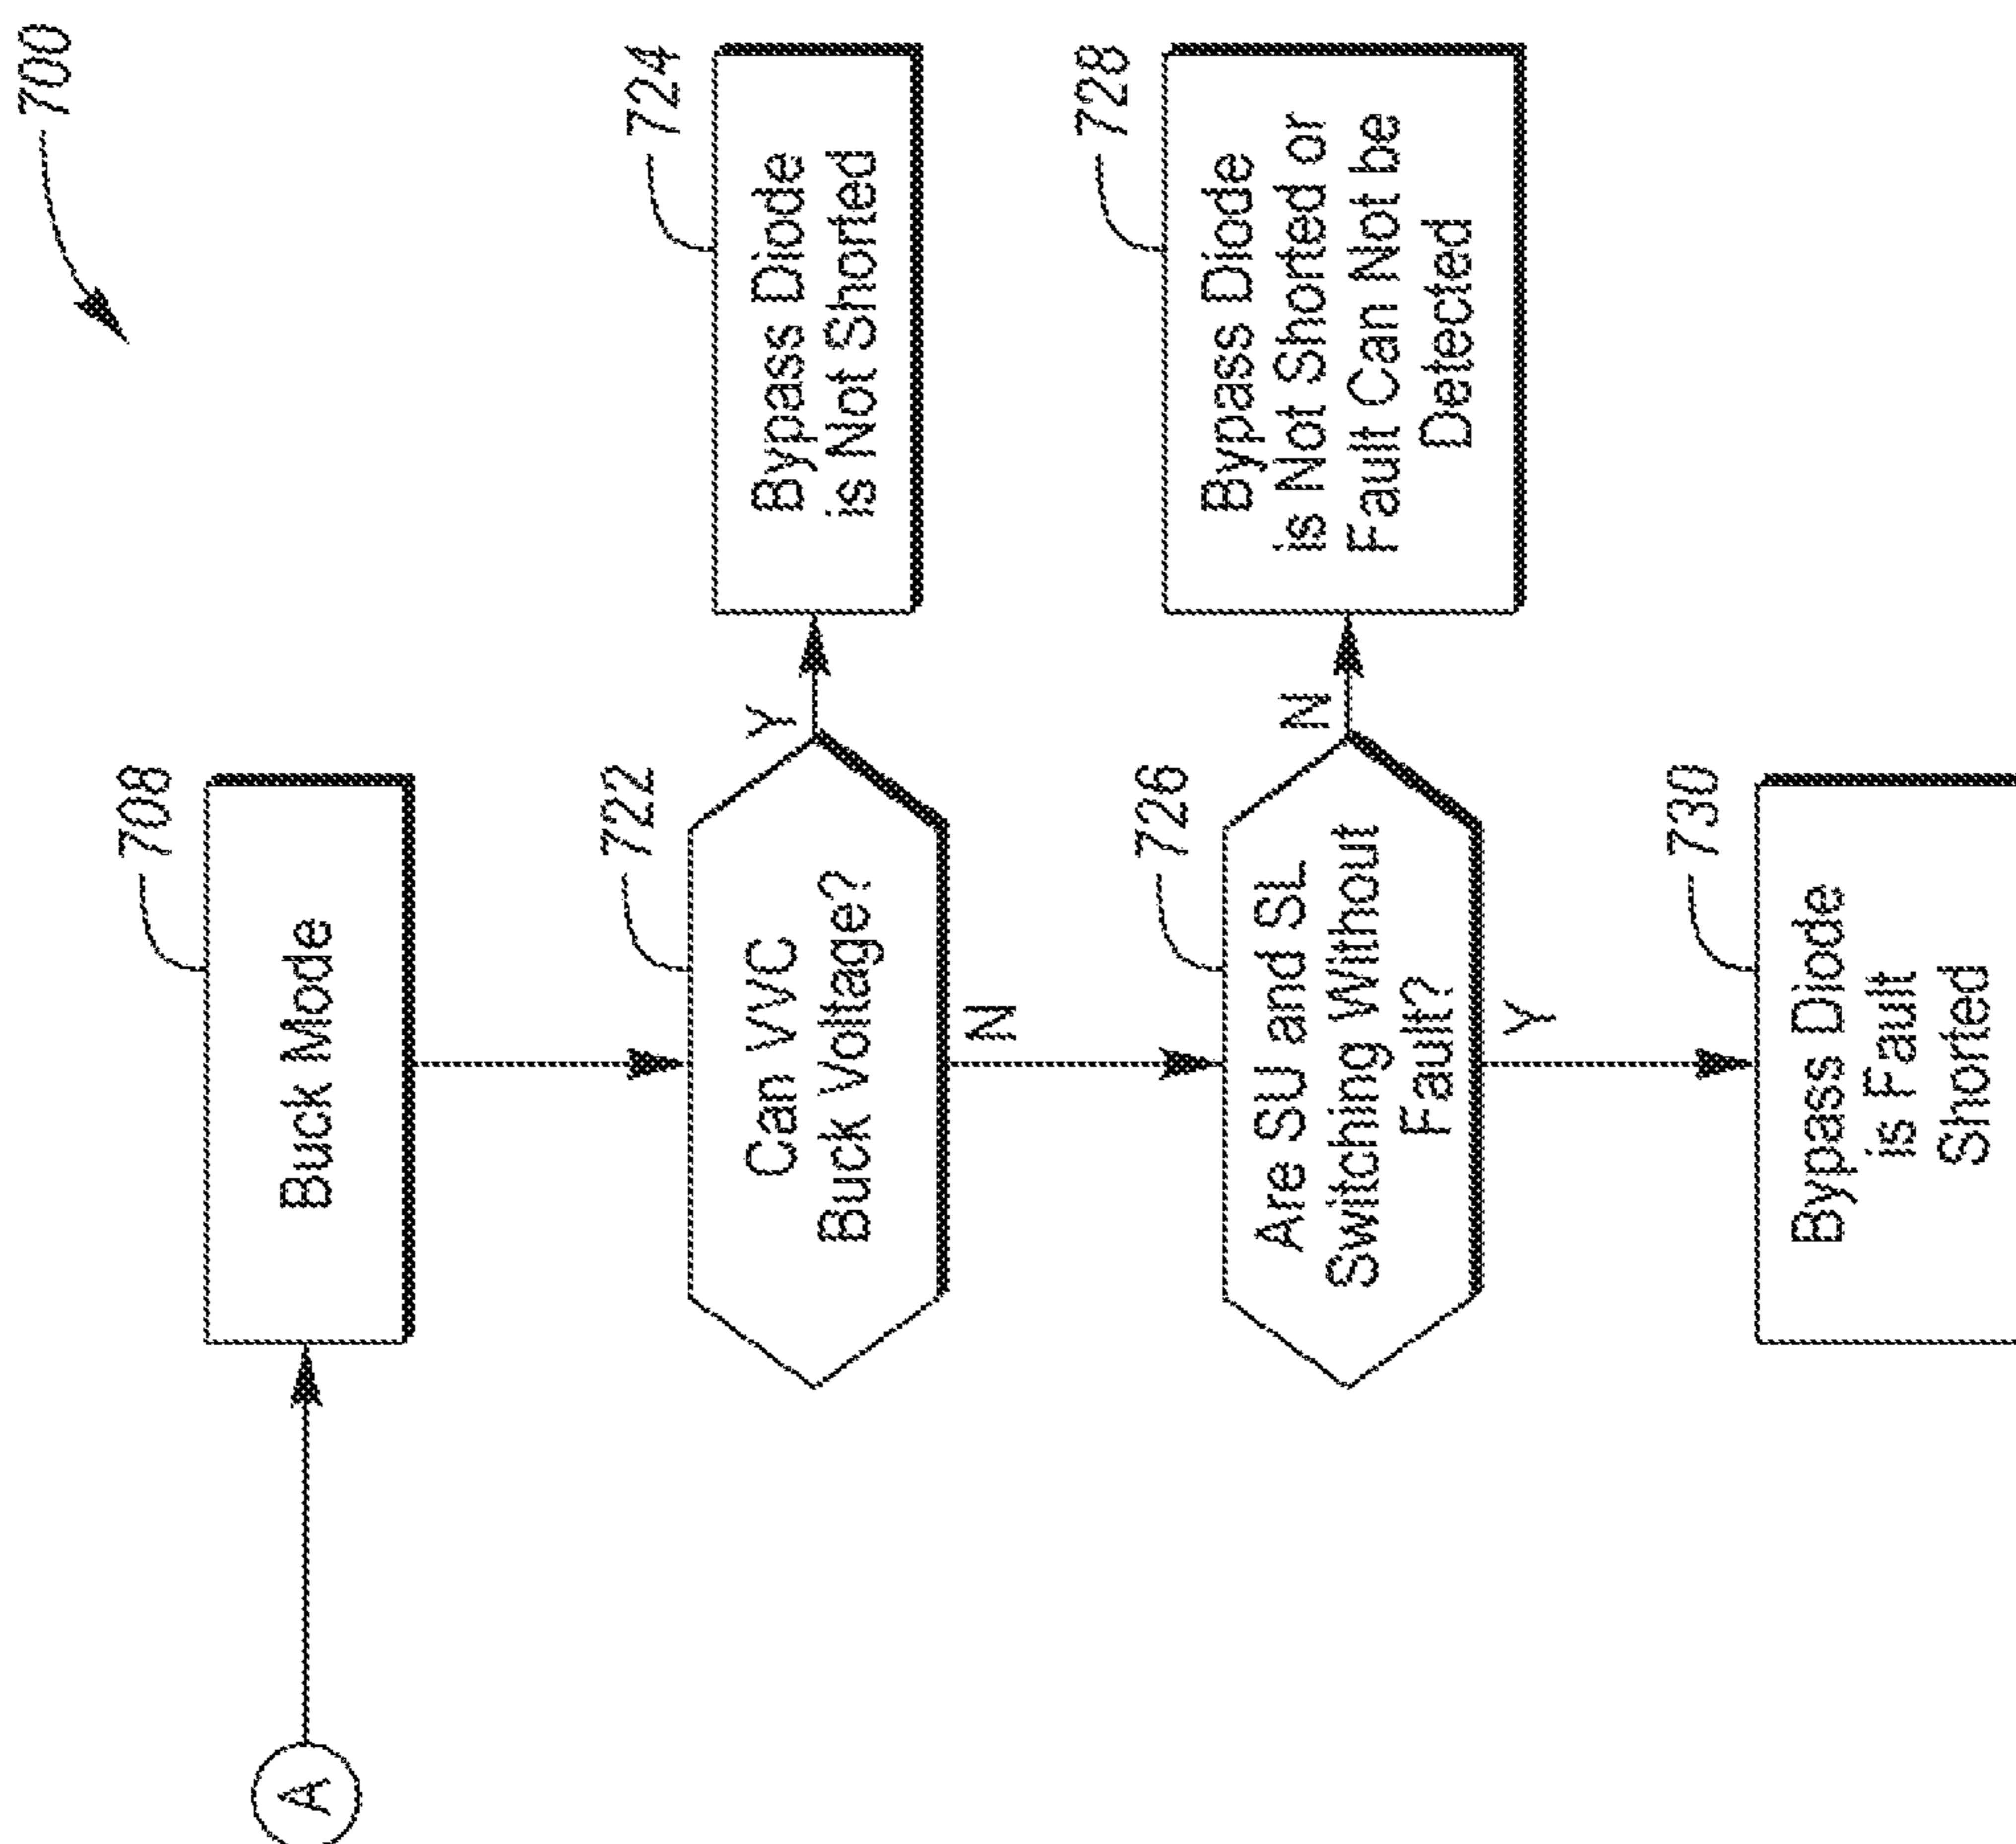 700
A
708
Buck Mode
722
Can VVC
Buck Voltage?
Y
N
724
Bypass Diode
is Not Shorted
726
Are SU and SL
Switching Without
Fault?
N
Y
728
Bypass Diode
is Not Shorted or
Fault Can Not be
Detected
730
Bypass Diode
is Fault
Shorted